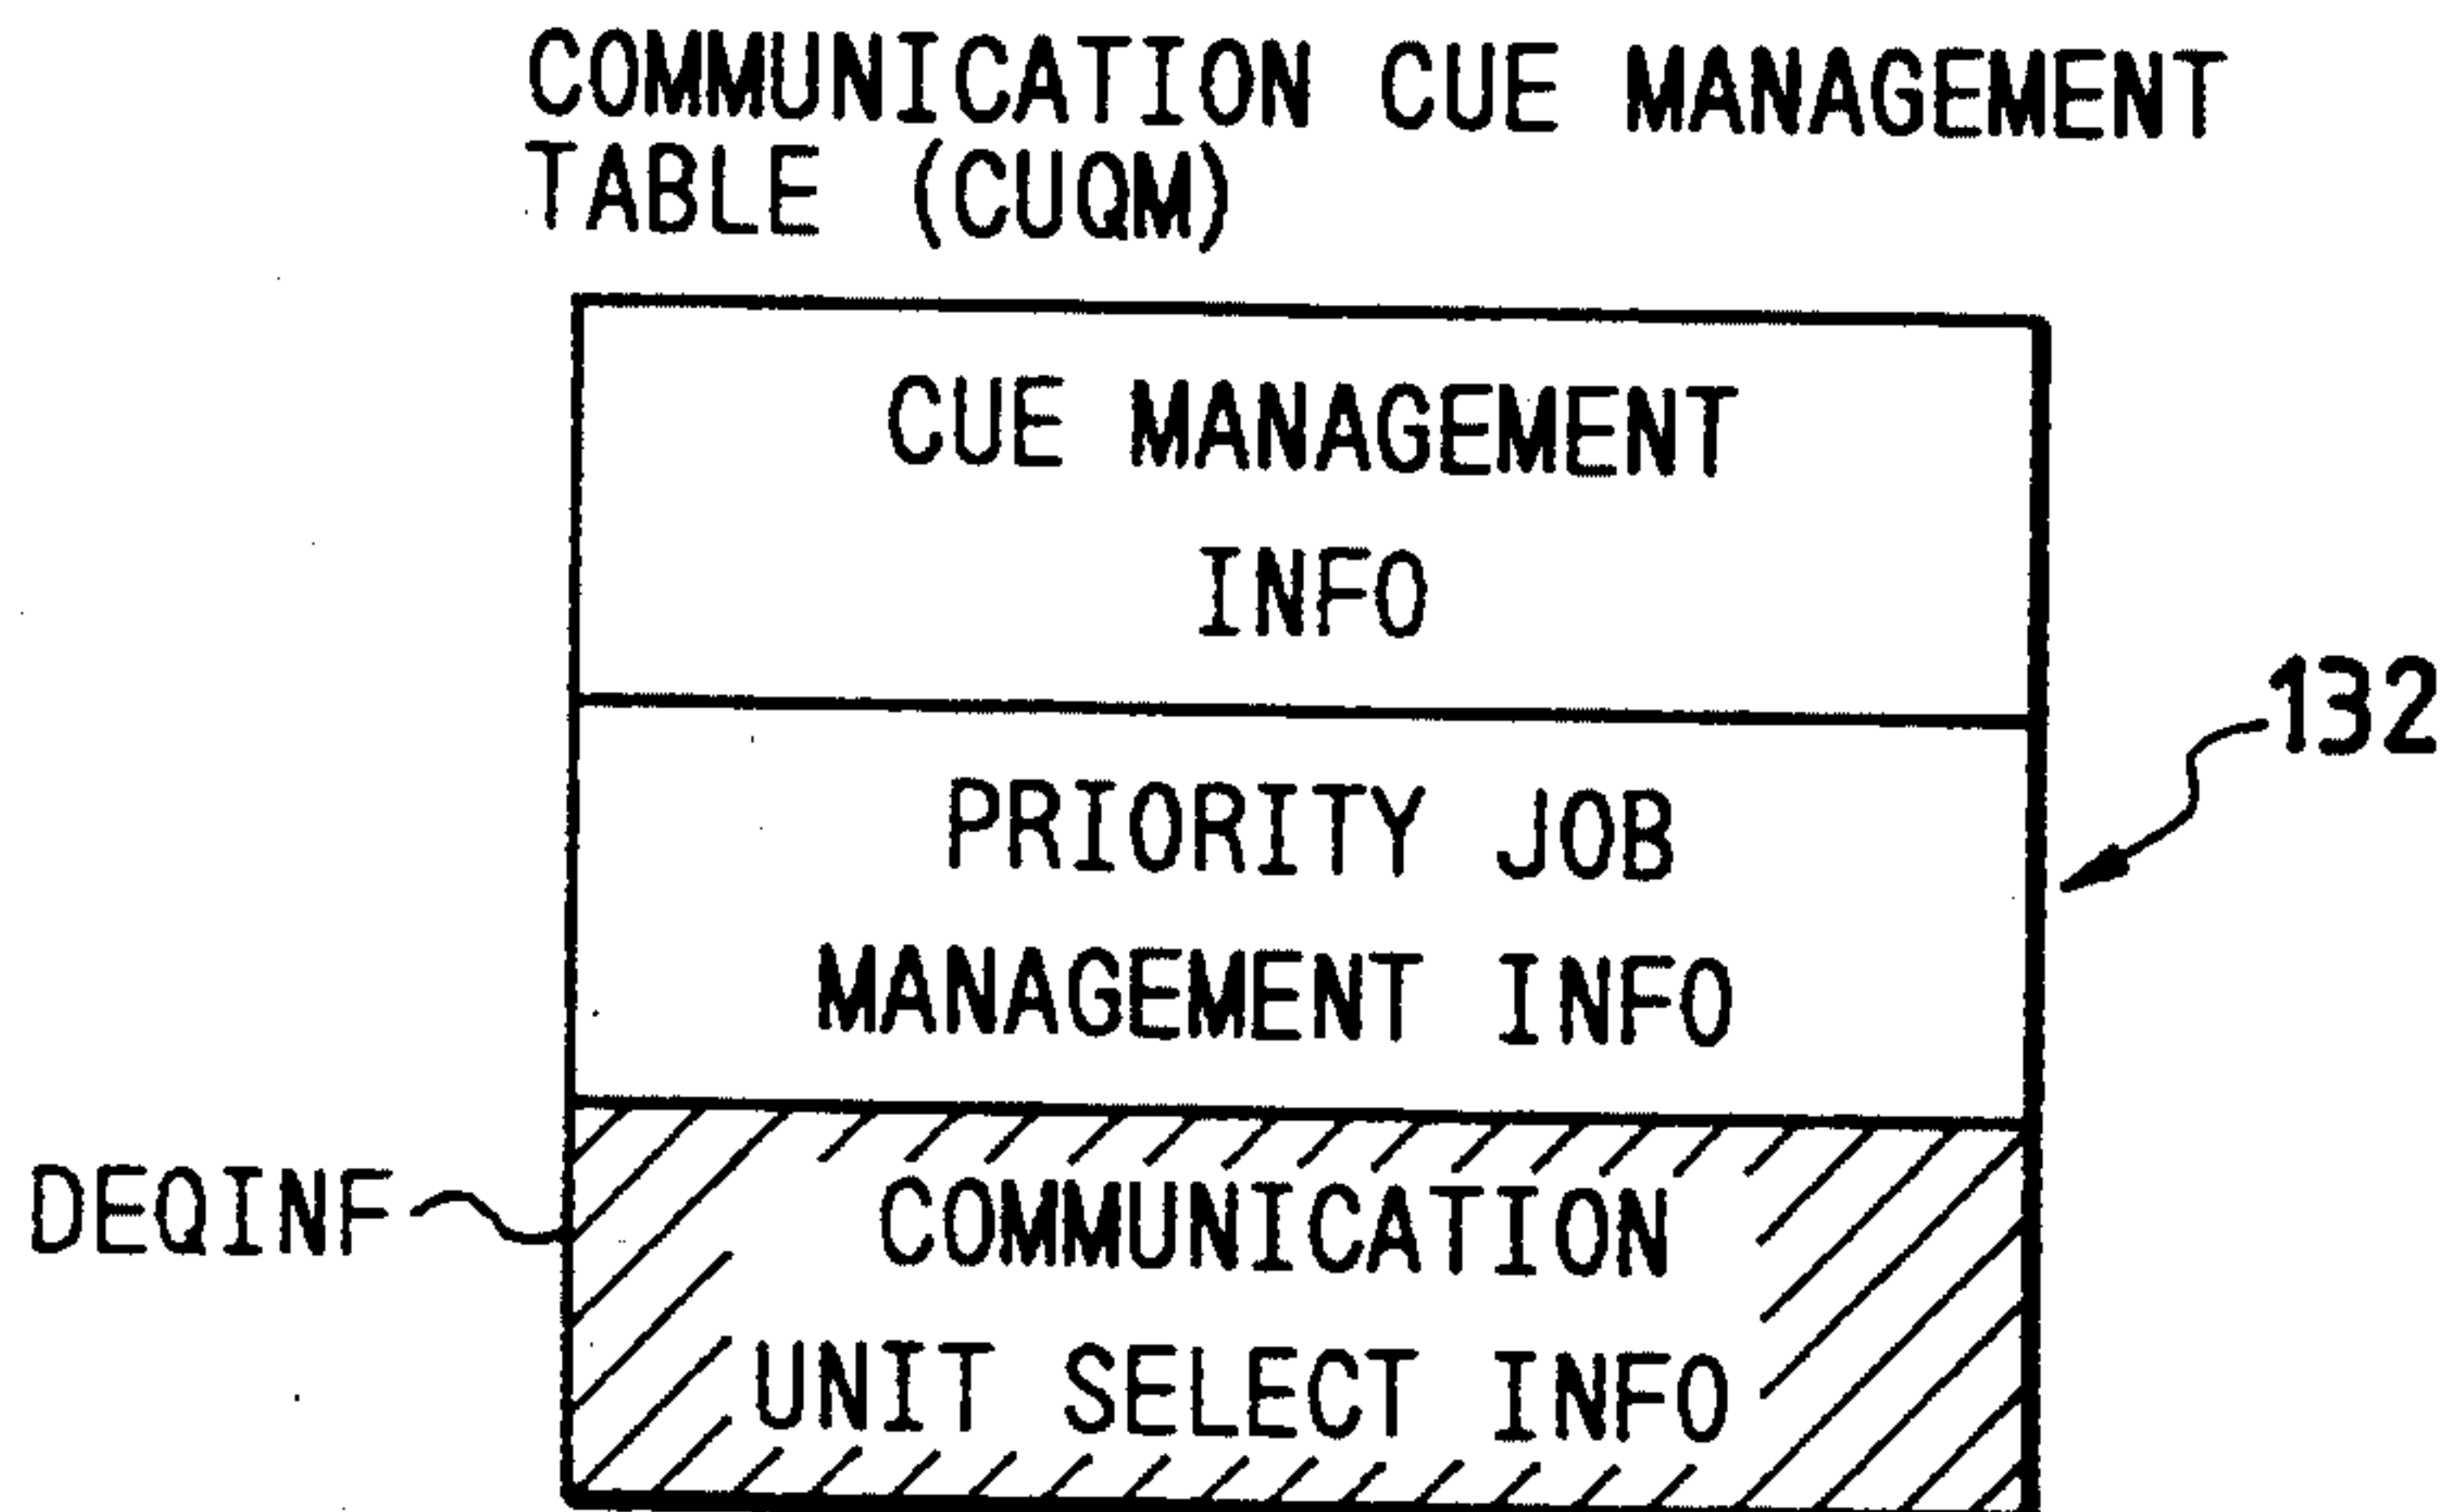 COMMUNICATION CUE MANAGEMENT
TABLE (CUQM)
CUE MANAGEMENT
INFO
132
PRIORITY JOB
MANAGEMENT INFO
DEQINF
COMMUNICATION
UNIT SELECT INFO